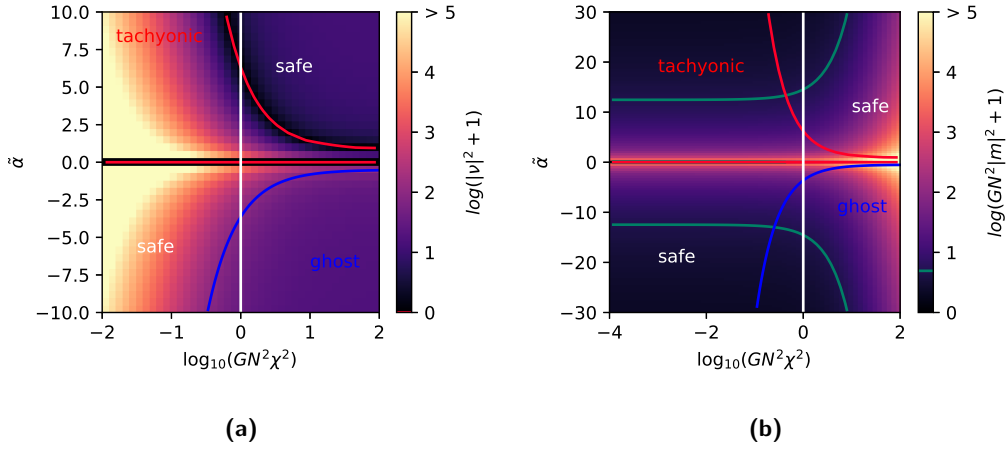 10.0
7.5
5.0
2.5
0.0
−2.5
−5.0
−7.5
−10.0
α̃
−2
−1
0
1
2
log₁₀(GN²χ²)
tachyonic
safe
safe
ghost
> 5
4
3
2
1
0
log(|ν|² + 1)
(a)
30
20
10
0
−10
−20
−30
α̃
−4
−2
0
2
log₁₀(GN²χ²)
tachyonic
safe
ghost
safe
> 5
4
3
2
1
0
log(GN²|m|² + 1)
(b)